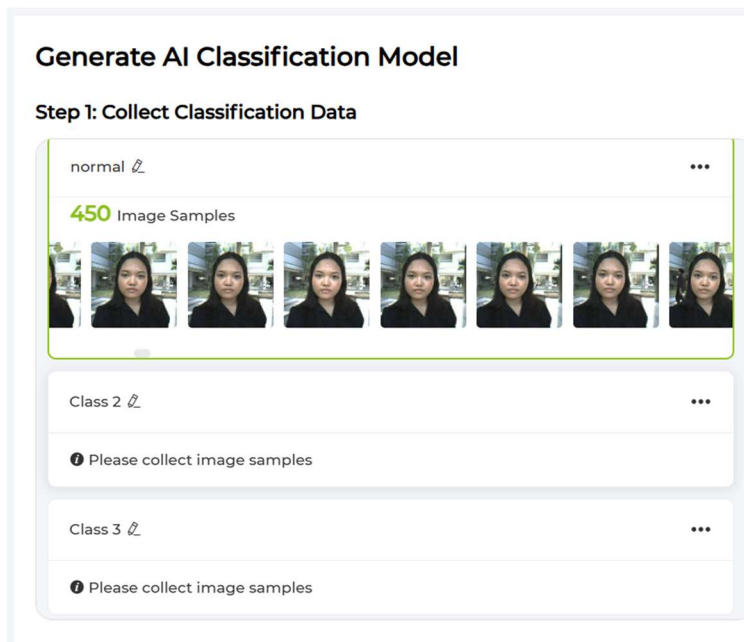 Generate AI Classification Model
Step 1: Collect Classification Data
normal
450 Image Samples
Class 2
Please collect image samples
Class 3
Please collect image samples